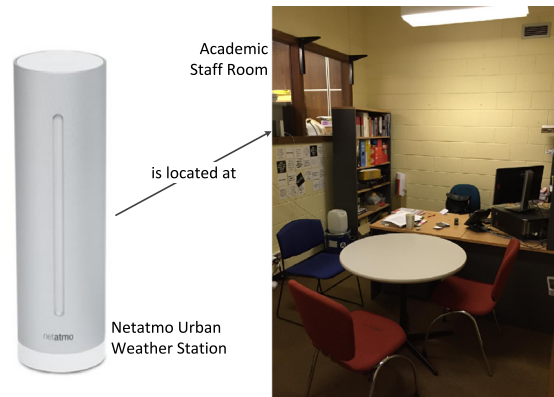 Academic
Staff Room
is located at
netatmo
Netatmo Urban
Weather Station